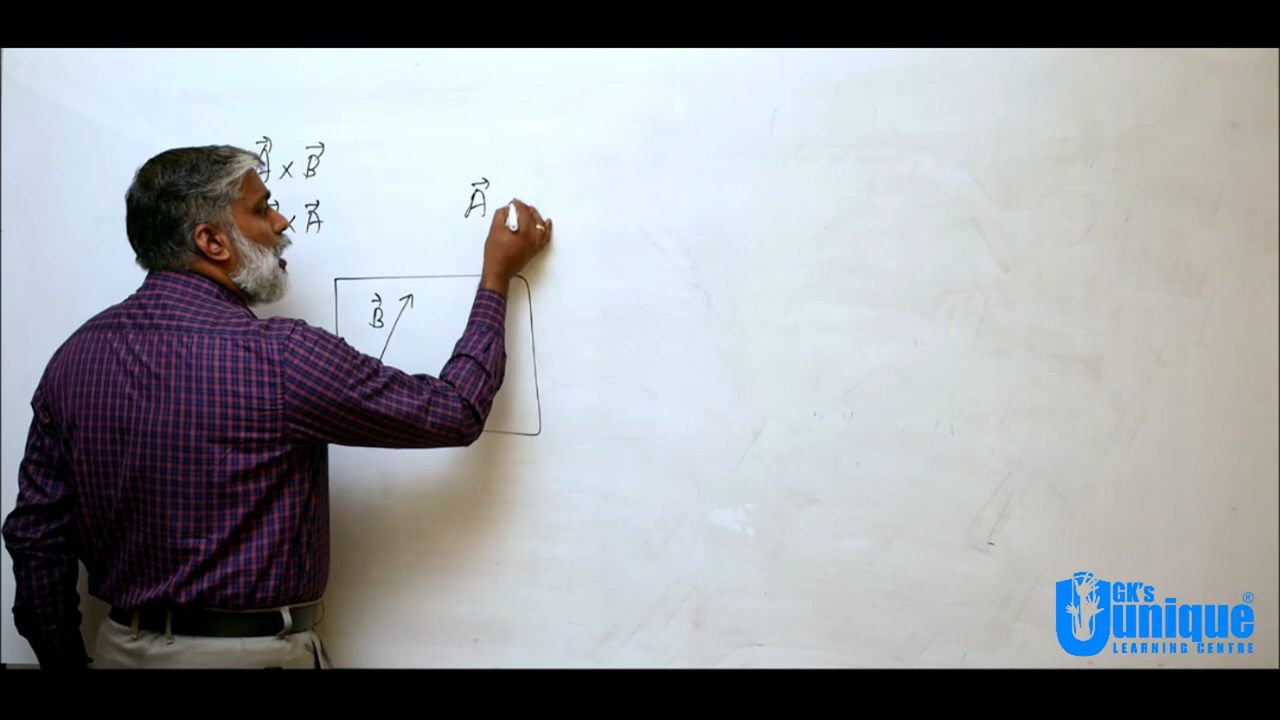 A⃗ × B⃗
× A⃗
A⃗
B⃗
GK's
unique®
LEARNING CENTRE